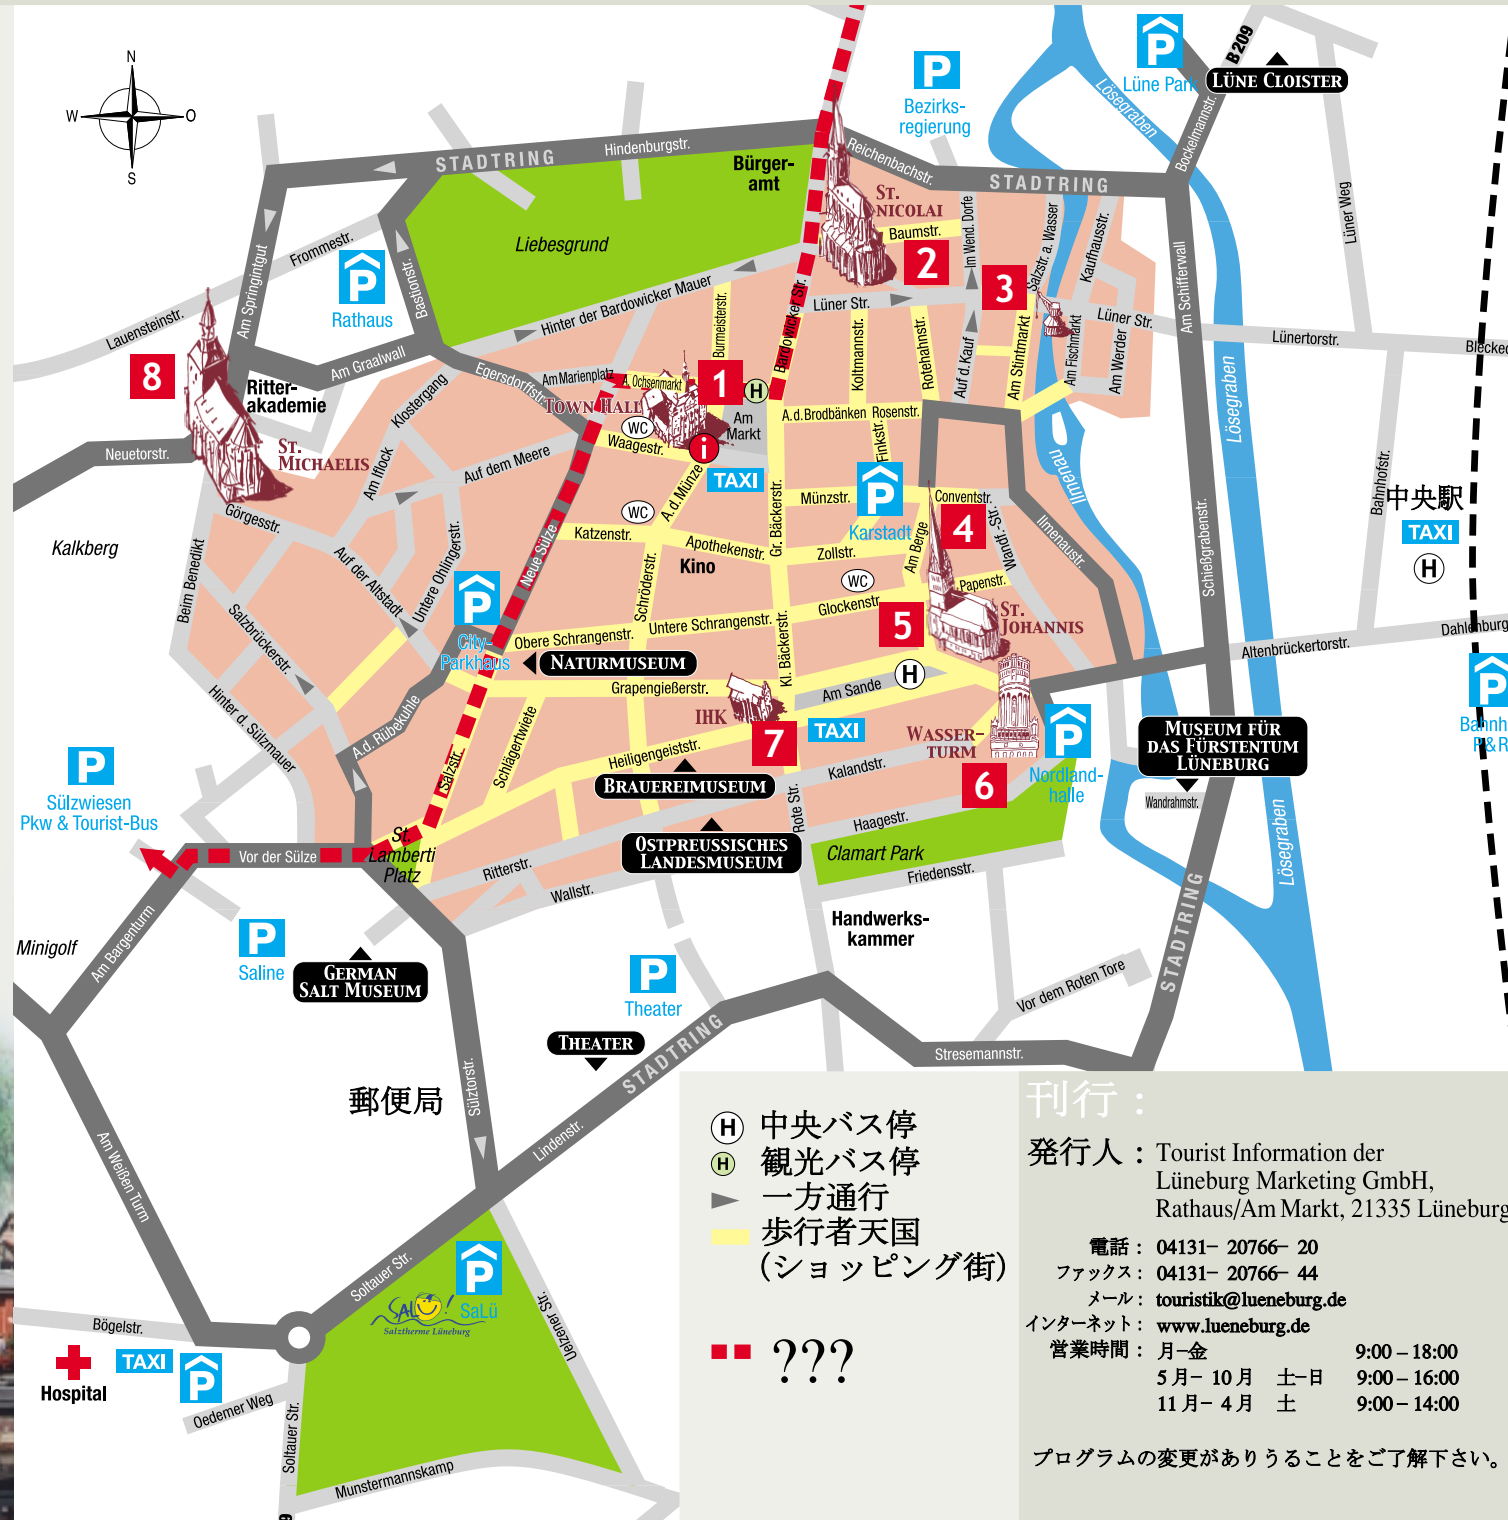 N
W
O
S
STADTRING
Hindenburgstr.
Bürger-
amt
P
Bezirks-
regierung
P
Lüne Park
B 209
LÜNE CLOISTER
Lösegraben
Bockelmannstr.
Reichenbachstr.
STADTRING
ST.
NICOLAI
Baumstr.
2
Im Wend. Dorfe
Salzstr. a. Wasser
Kaufhausstr.
Lüner Weg
Liebesgrund
Frommestr.
P
Rathaus
Bastionstr.
Am Springintgut
Lauensteinstr.
Am Graalwall
Hinter der Bardowicker Mauer
Burmeisterstr.
Bardowicker Str.
Lüner Str.
3
Lüner Str.
Am Schifferwall
Lünertorstr.
Blecked
8
Ritter-
akademie
Klostergang
Egersdorffstr.
Am Marienplatz
A. Ochsenmarkt
1
H
TOWN HALL
WC
Waagestr.
i
Am
Markt
TAXI
Koltmannstr.
Rotehahnstr.
Auf d. Kauf
Am Stintmarkt
Am Fischmarkt
Am Werder
A.d. Brodbänken
Rosenstr.
Finkstr.
Lösegraben
Neuetorstr.
ST.
MICHAELIS
Am Iflock
Auf dem Meere
Görgesstr.
Kalkberg
Beim Benedikt
Auf der Altstadt
Untere Ohlingerstr.
WC
A.d. Münze
Katzenstr.
Apothekenstr.
Kino
Schröderstr.
Neue Sülze
Gr. Bäckerstr.
Münzstr.
P
Karstadt
Zollstr.
WC
Glockenstr.
Am Berge
Conventstr.
4
Wandf.-Str.
Papenstr.
Ilmenaustr.
Ilmenau
Schießgrabenstr.
Bahnhofstr.
中央駅
TAXI
H
Dahlenburg
Altenbrückertorstr.
P
Bahnh
P & R
Salzbrückerstr.
Hinter d. Sülzmauer
P
City-
Parkhaus
Obere Schrangenstr.
Untere Schrangenstr.
NATURMUSEUM
Grapengießerstr.
Kl. Bäckerstr.
5
ST.
JOHANNIS
H
Am Sande
IHK
7
TAXI
WASSER-
TURM
6
P
Nordland-
halle
MUSEUM FÜR
DAS FÜRSTENTUM
LÜNEBURG
Wandrahmstr.
A.d. Rübekuhle
Salzstr.
Schlägertwiete
Heiligengeiststr.
BRAUEREIMUSEUM
Kalandstr.
Rote Str.
Haagestr.
Clamart Park
Friedensstr.
OSTPREUSSISCHES
LANDESMUSEUM
Ritterstr.
Wallstr.
P
Sülzwiesen
Pkw & Tourist-Bus
Vor der Sülze
St.
Lamberti
Platz
Lösegraben
Minigolf
Am Bargenturm
P
Saline
GERMAN
SALT MUSEUM
P
Theater
THEATER
Handwerks-
kammer
Vor dem Roten Tore
STADTRING
Stresemannstr.
STADTRING
Sülztorstr.
Lindenstr.
郵便局
Am Weißen Turm
Soltauer Str.
P
SaLü
SALÜ!
Salztherme Lüneburg
Uelzener Str.
Bögelstr.
Hospital
TAXI
P
Oedemer Weg
Soltauer Str.
Munstermannskamp
H 中央バス停
H 観光バス停
一方通行
歩行者天国
(ショッピング街)
???
刊行：
発行人： Tourist Information der
Lüneburg Marketing GmbH,
Rathaus/Am Markt, 21335 Lüneburg
電話： 04131- 20766- 20
ファックス： 04131- 20766- 44
メール： touristik@lueneburg.de
インターネット： www.lueneburg.de
営業時間： 月-金 9:00 – 18:00
5月- 10月 土-日 9:00 – 16:00
11月- 4月 土 9:00 – 14:00
プログラムの変更がありうることをご了解下さい。